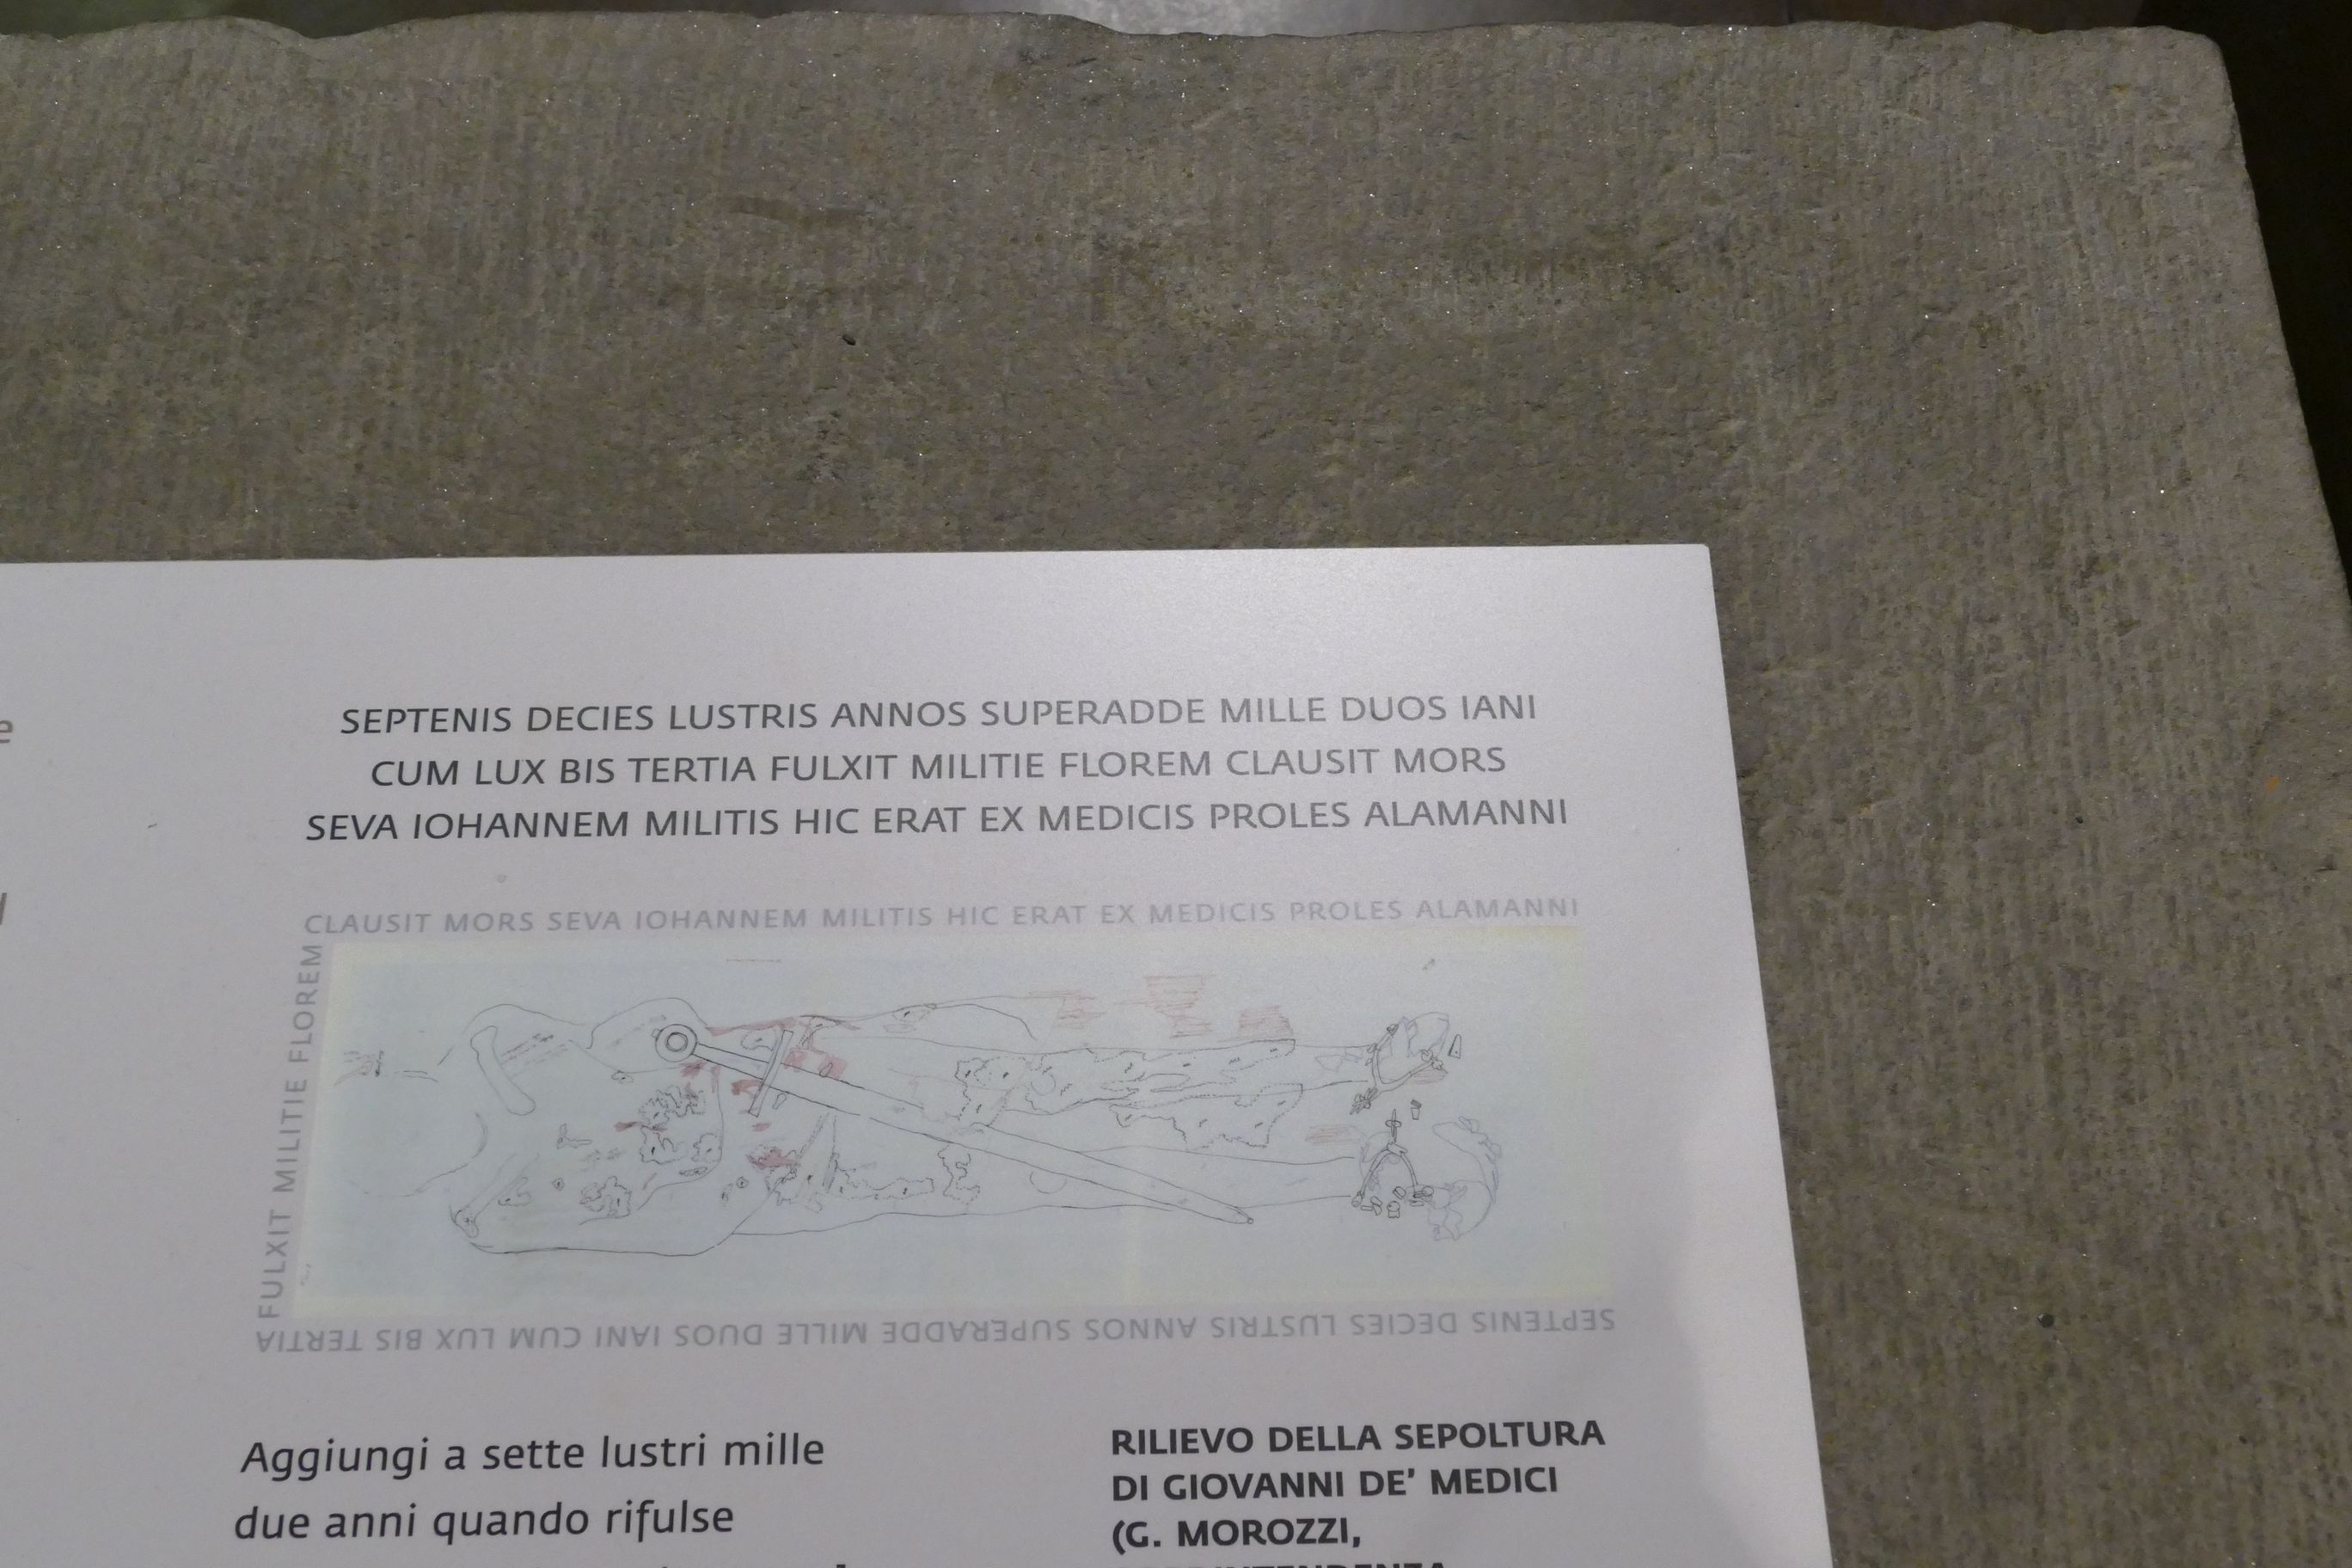 SEPTENIS DECIES LUSTRIS ANNOS SUPERADDE MILLE DUOS IANI
CUM LUX BIS TERTIA FULXIT MILITIE FLOREM CLAUSIT MORS
SEVA IOHANNEM MILITIS HIC ERAT EX MEDICIS PROLES ALAMANNI
CLAUSIT MORS SEVA IOHANNEM MILITIS HIC ERAT EX MEDICIS PROLES ALAMANNI
FULXIT MILITIE FLOREM
SEPTENIS DECIES LUSTRIS ANNOS SUPERADDE MILLE DUOS IANI CUM LUX BIS TERTIA
Aggiungi a sette lustri mille
due anni quando rifulse
RILIEVO DELLA SEPOLTURA
DI GIOVANNI DE' MEDICI
(G. MOROZZI,